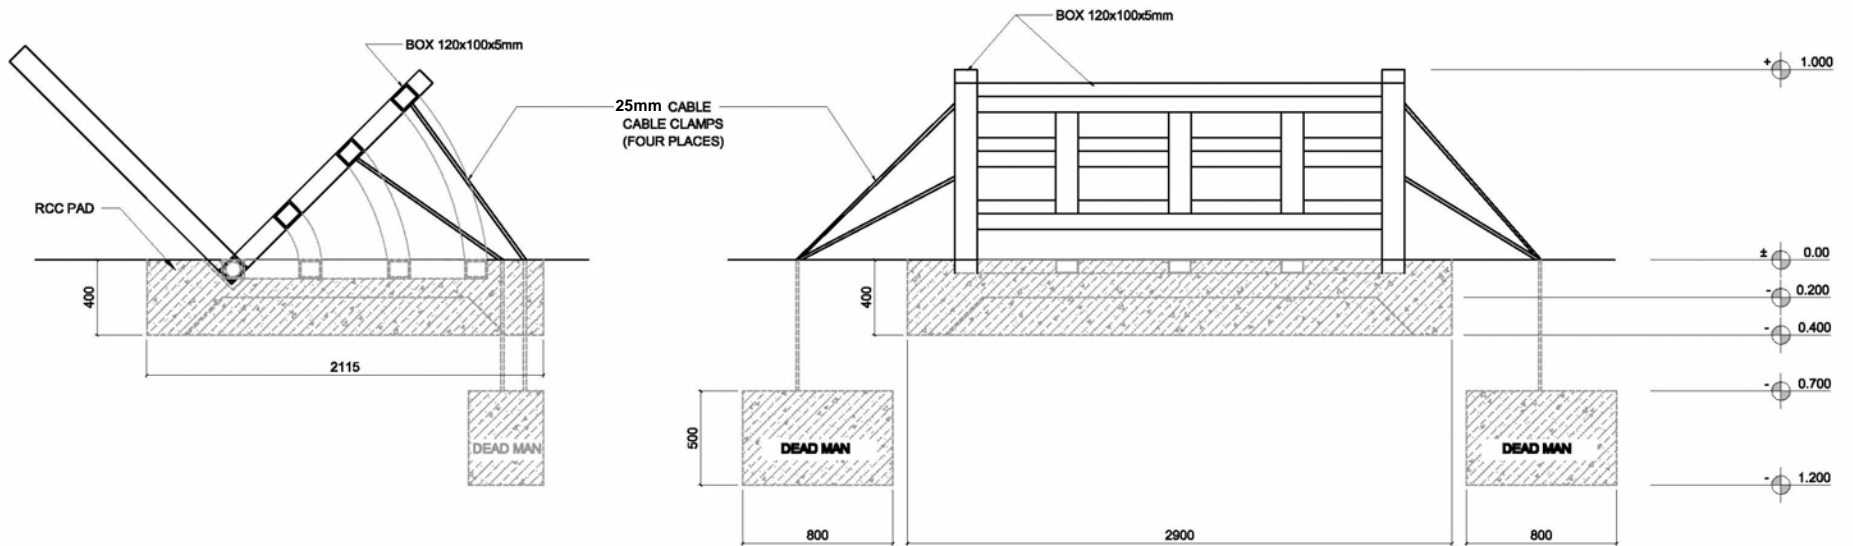 BOX 120x100x5mm
BOX 120x100x5mm
25mm CABLE
CABLE CLAMPS
(FOUR PLACES)
RCC PAD
400
2115
DEAD MAN
400
500
DEAD MAN
DEAD MAN
800
2900
800
+ 1.000
± 0.00
- 0.200
- 0.400
- 0.700
- 1.200